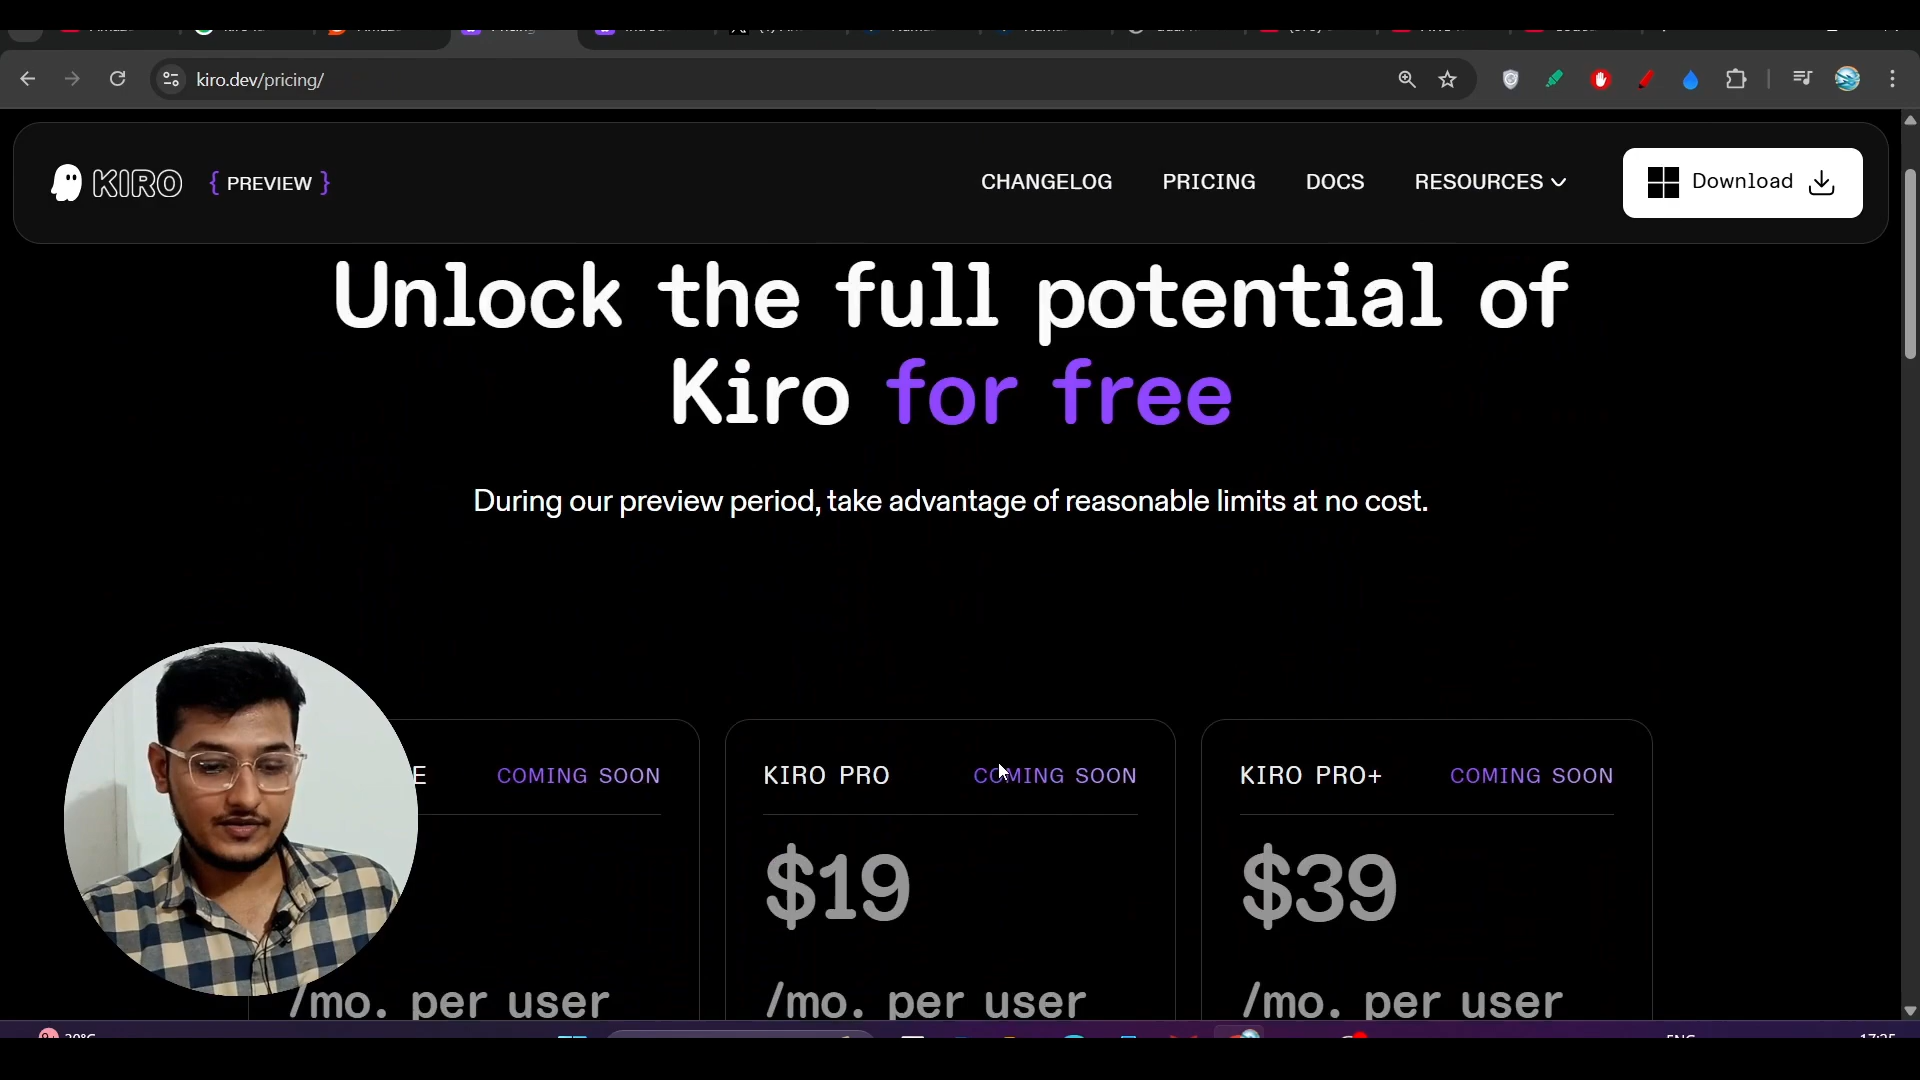 kiro.dev/pricing/
KIRO { PREVIEW }
CHANGELOG PRICING DOCS RESOURCES Download
Unlock the full potential of
Kiro for free
During our preview period, take advantage of reasonable limits at no cost.
E COMING SOON
KIRO PRO COMING SOON
KIRO PRO+ COMING SOON
$19
$39
/mo. per user
/mo. per user
/mo. per user